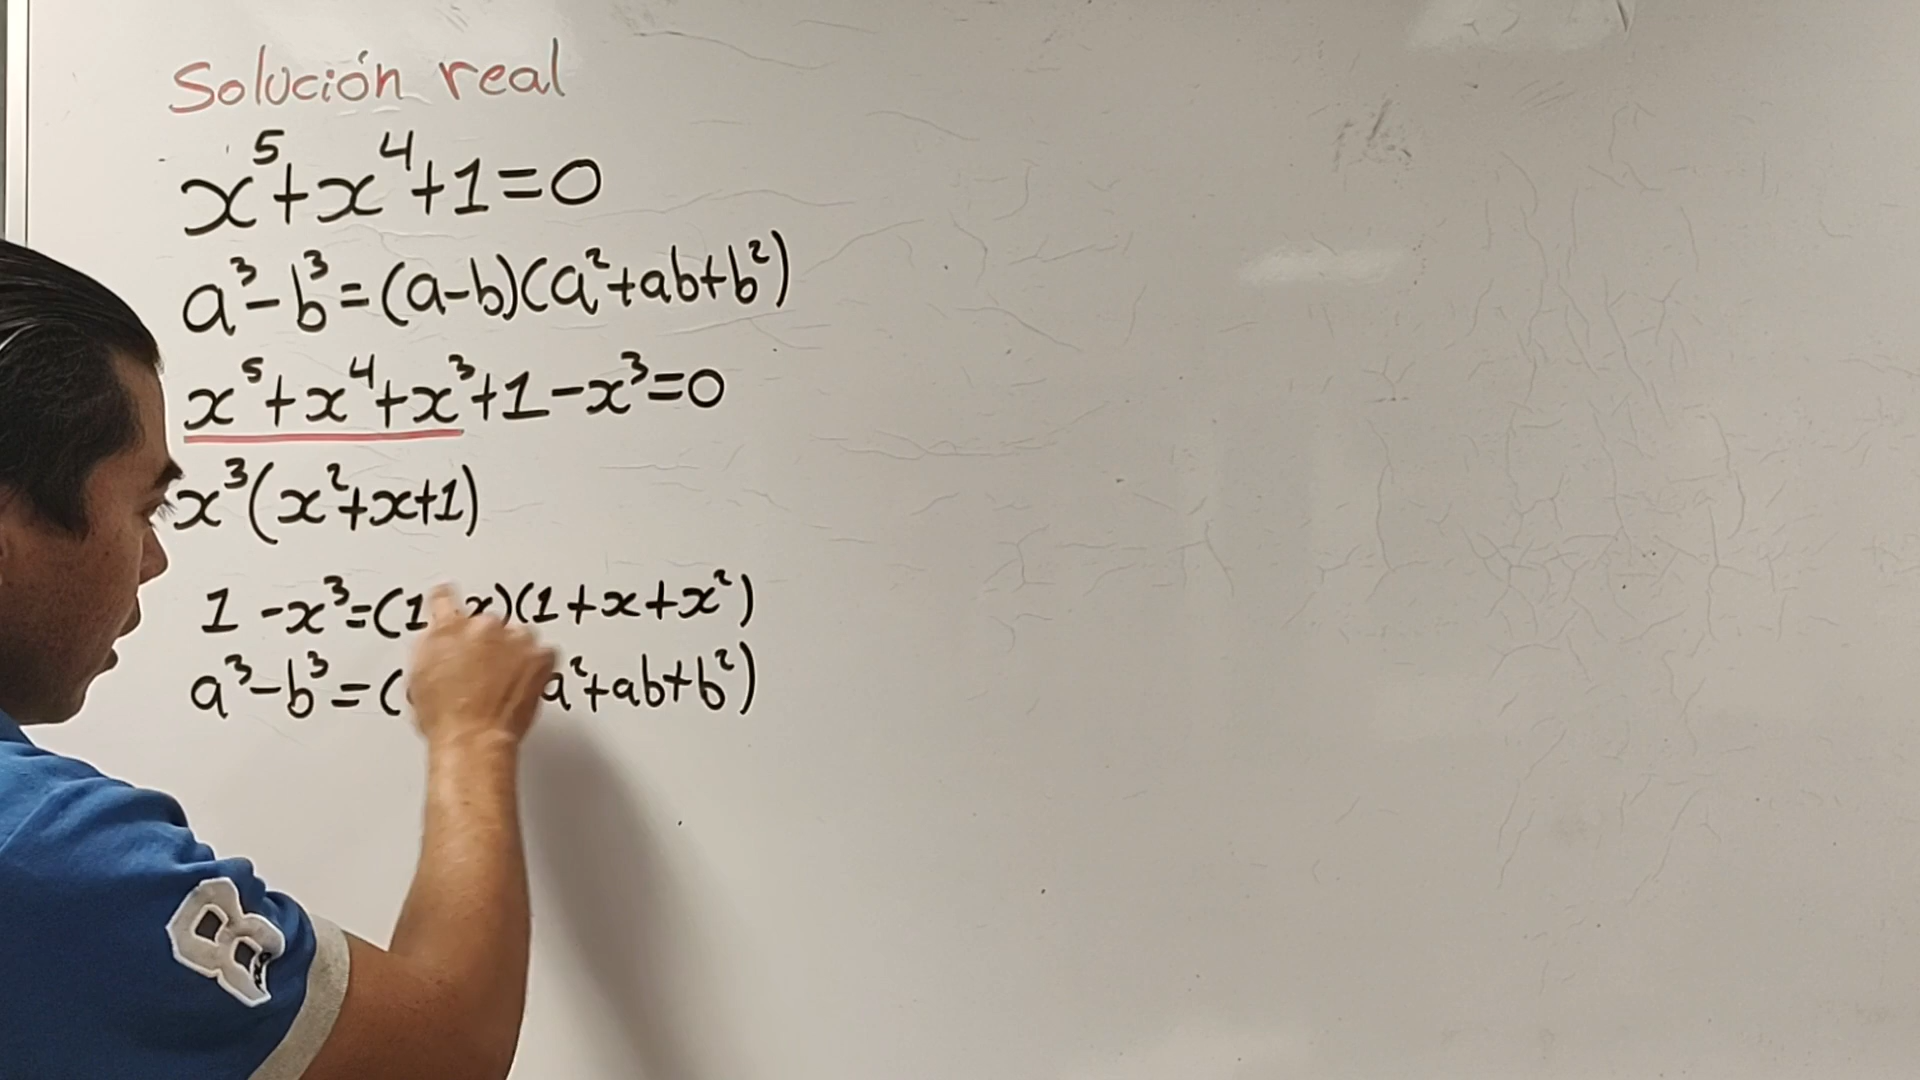 Solución real
x⁵+x⁴+1=0
a³-b³=(a-b)(a²+ab+b²)
x⁵+x⁴+x³+1-x³=0
x³(x²+x+1)
1-x³=(1 x)(1+x+x²)
a³-b³=( a²+ab+b²)